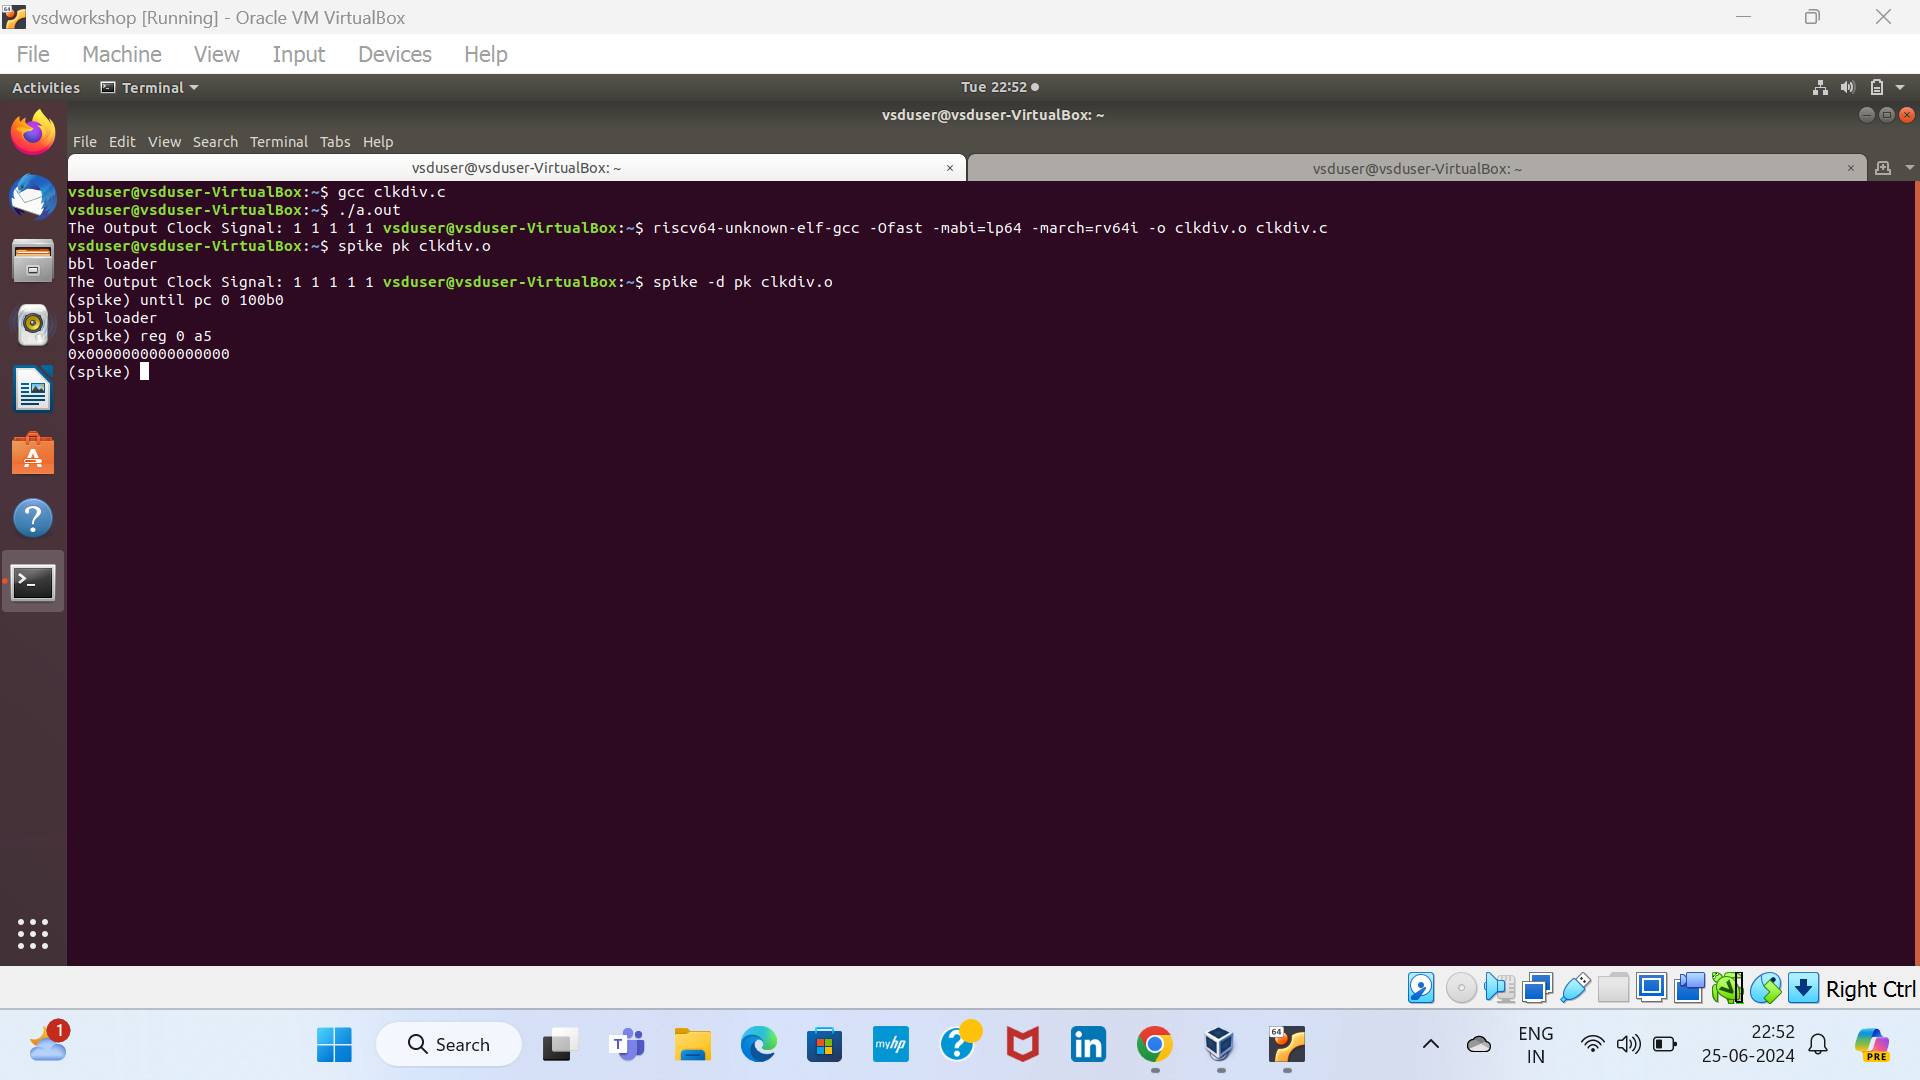 vsdworkshop [Running] - Oracle VM VirtualBox
File Machine View Input Devices Help
Activities Terminal Tue 22:52
vsduser@vsduser-VirtualBox: ~
File Edit View Search Terminal Tabs Help
vsduser@vsduser-VirtualBox: ~ × vsduser@vsduser-VirtualBox: ~ ×
vsduser@vsduser-VirtualBox:~$ gcc clkdiv.c
vsduser@vsduser-VirtualBox:~$ ./a.out
The Output Clock Signal: 1 1 1 1 1 vsduser@vsduser-VirtualBox:~$ riscv64-unknown-elf-gcc -Ofast -mabi=lp64 -march=rv64i -o clkdiv.o clkdiv.c
vsduser@vsduser-VirtualBox:~$ spike pk clkdiv.o
bbl loader
The Output Clock Signal: 1 1 1 1 1 vsduser@vsduser-VirtualBox:~$ spike -d pk clkdiv.o
(spike) until pc 0 100b0
bbl loader
(spike) reg 0 a5
0x0000000000000000
(spike)
Right Ctrl
1
Search
T
myhp
64
ENG
IN
22:52
25-06-2024
PRE